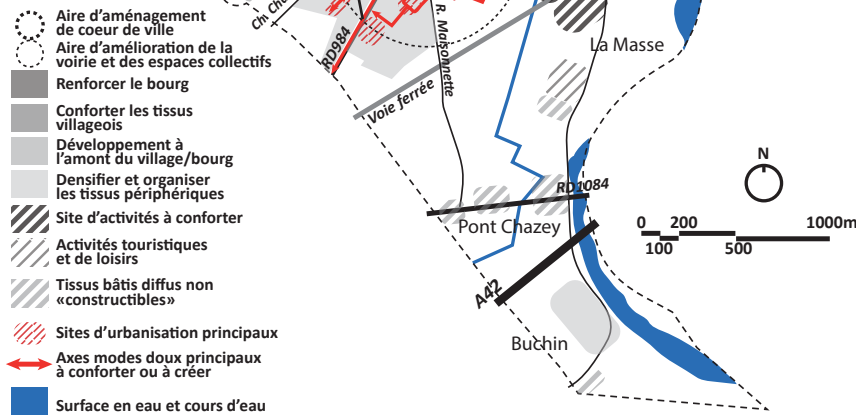 Aire d'aménagement
de coeur de ville
Aire d'amélioration de la
voirie et des espaces collectifs
Renforcer le bourg
Conforter les tissus
villageois
Développement à
l'amont du village/bourg
Densifier et organiser
les tissus périphériques
Site d'activités à conforter
Activités touristiques
et de loisirs
Tissus bâtis diffus non
«constructibles»
Sites d'urbanisation principaux
Axes modes doux principaux
à conforter ou à créer
Surface en eau et cours d'eau
RD984
R. Maisonnette
Voie ferrée
La Masse
RD1084
Pont Chazey
A42
Buchin
N
0 200 1000m
100 500